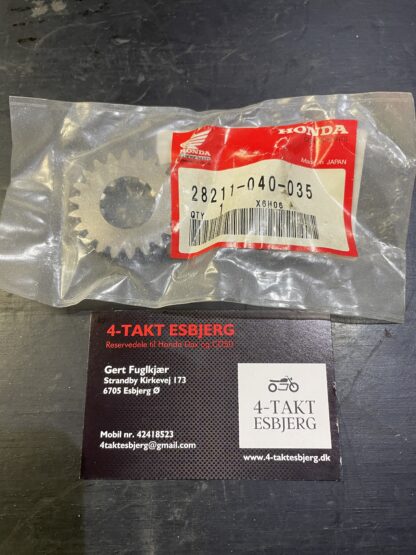 HONDA
HONDA
Made in JAPAN
28211-040-035
QTY 1 X6H06
4-TAKT ESBJERG
Reservedele til Honda Dax og CD50
Gert Fuglkjær
Strandby Kirkevej 173
6705 Esbjerg Ø
Mobil nr. 42418523
4taktesbjerg@gmail.com
4-TAKT
ESBJERG
www.4-taktesbjerg.dk